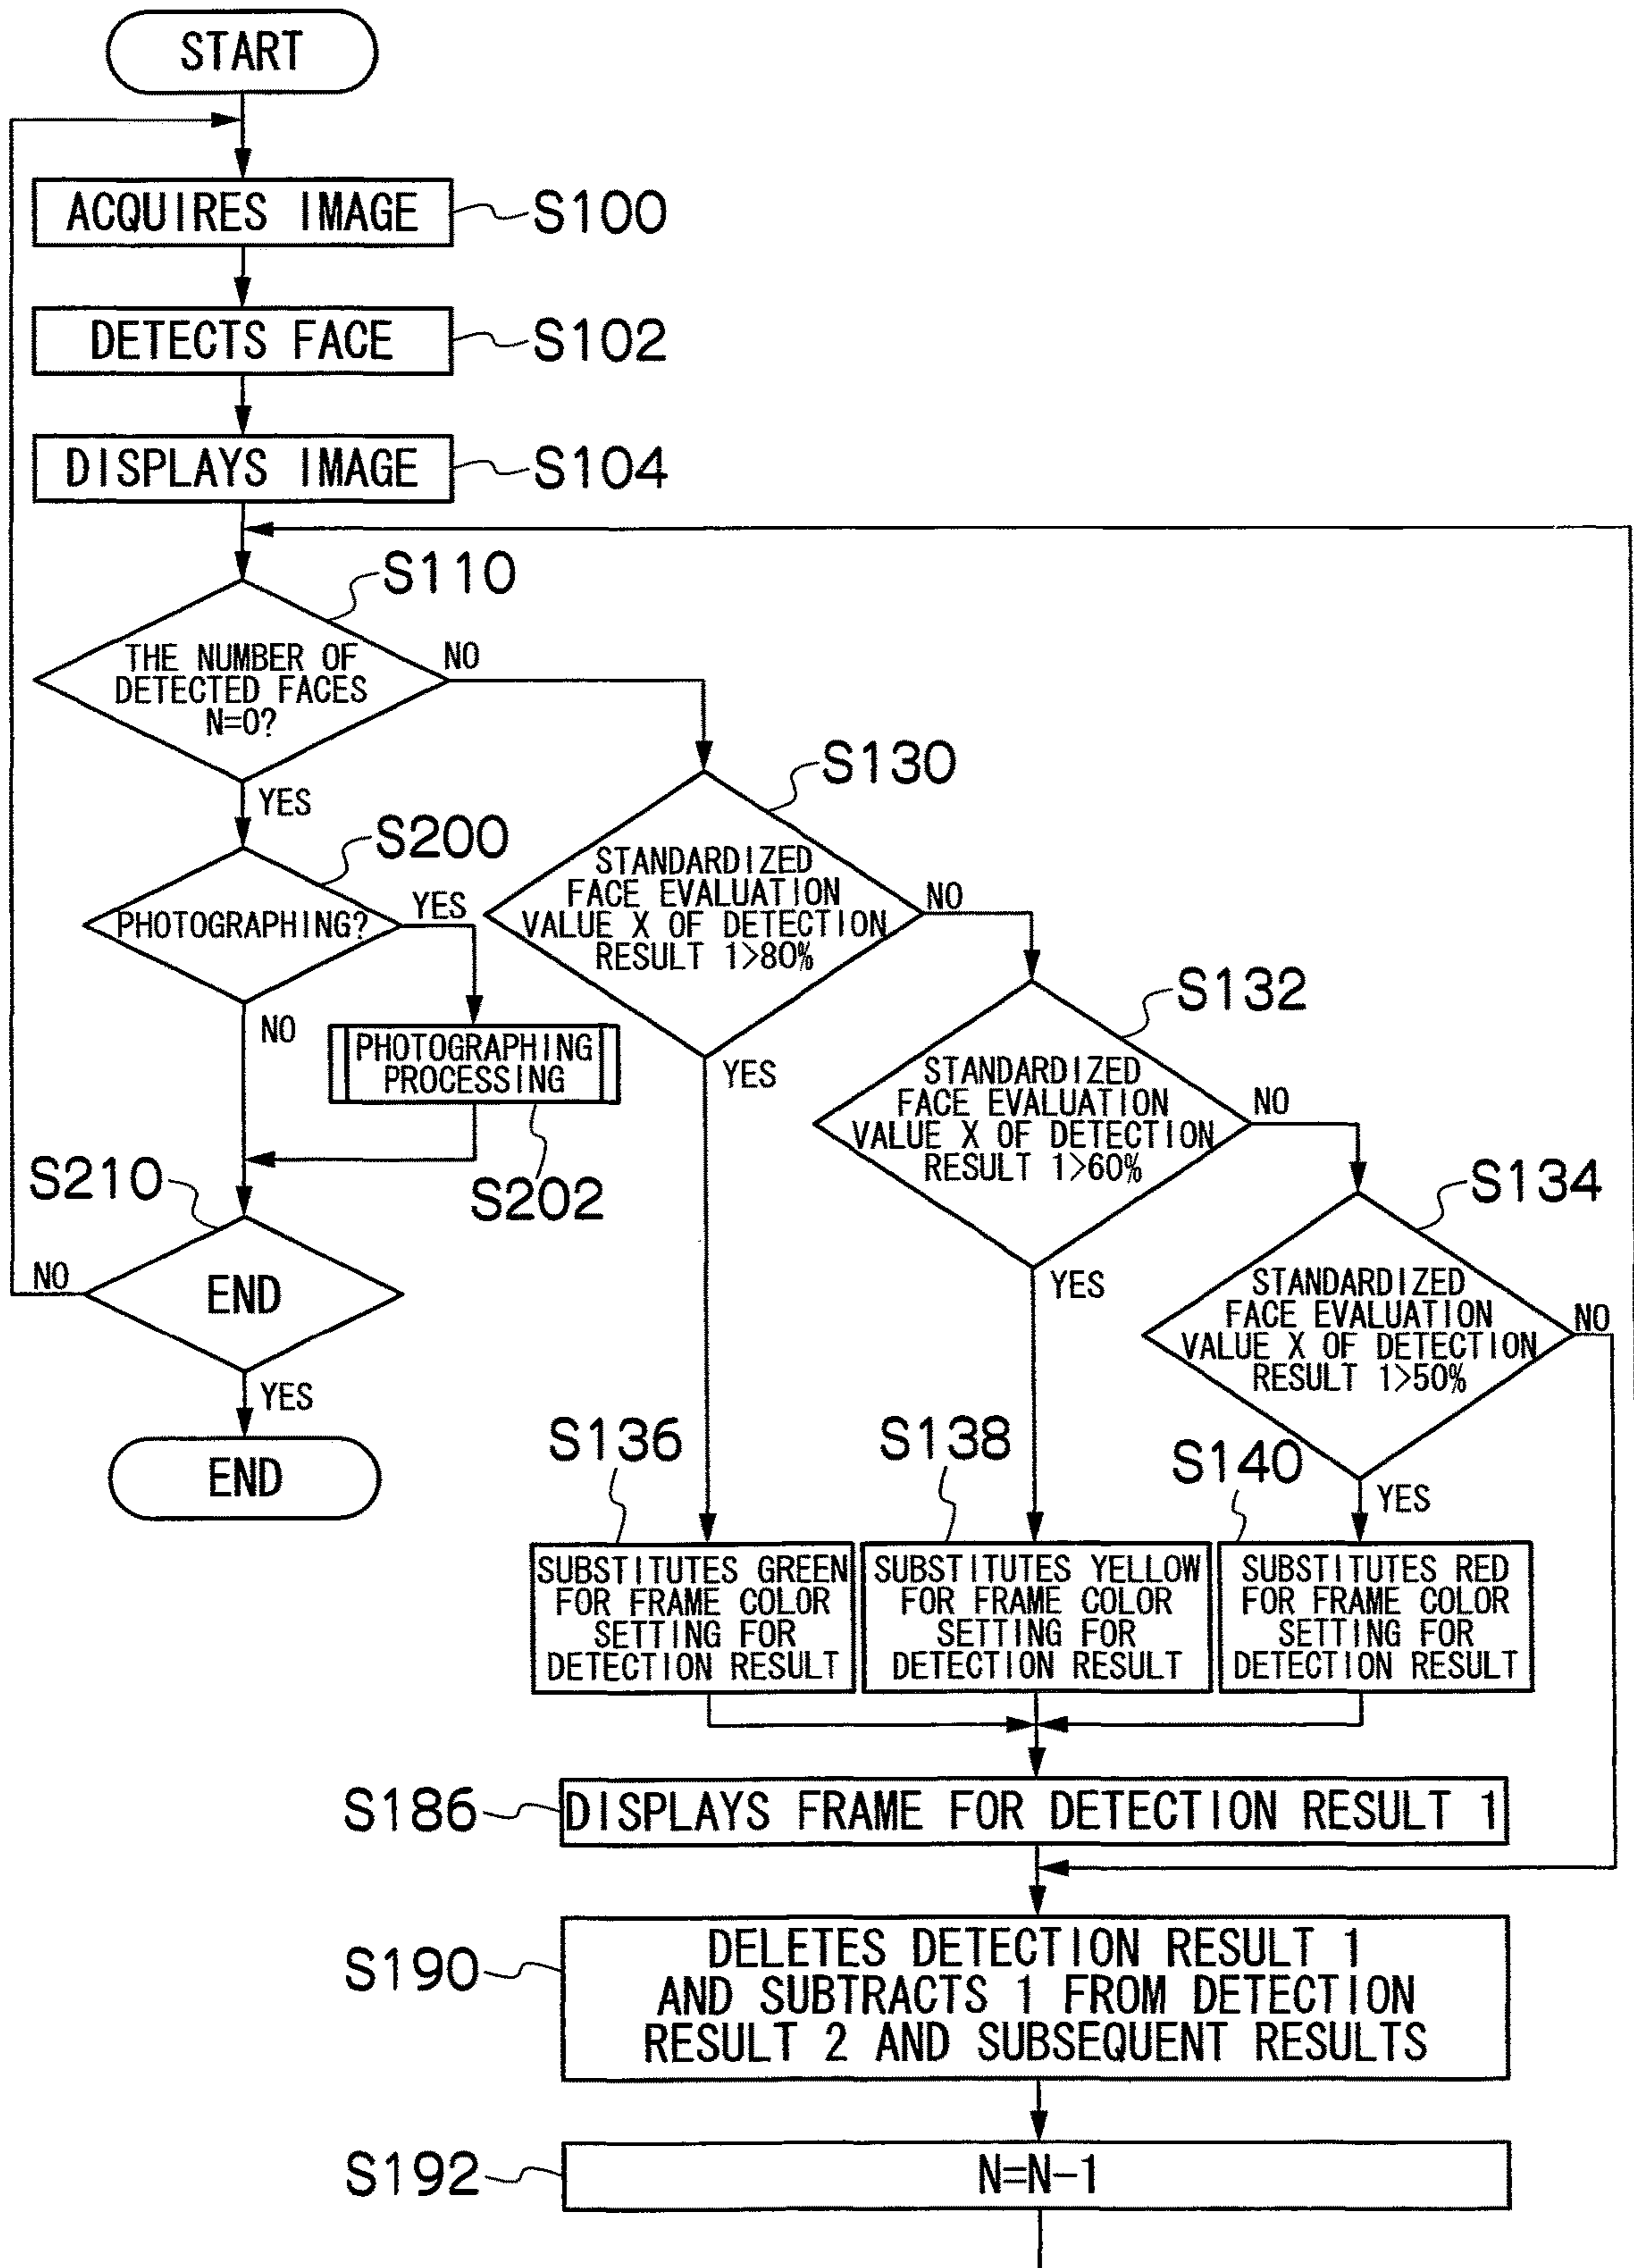 START
ACQUIRES IMAGE
S100
DETECTS FACE
S102
DISPLAYS IMAGE
S104
S110
THE NUMBER OF
DETECTED FACES
N=0?
NO
YES
S200
PHOTOGRAPHING?
YES
NO
PHOTOGRAPHING
PROCESSING
S202
S210
END
NO
YES
END
S130
STANDARDIZED
FACE EVALUATION
VALUE X OF DETECTION
RESULT 1>80%
NO
YES
S132
STANDARDIZED
FACE EVALUATION
VALUE X OF DETECTION
RESULT 1>60%
NO
YES
S134
STANDARDIZED
FACE EVALUATION
VALUE X OF DETECTION
RESULT 1>50%
NO
YES
S136
SUBSTITUTES GREEN
FOR FRAME COLOR
SETTING FOR
DETECTION RESULT
S138
SUBSTITUTES YELLOW
FOR FRAME COLOR
SETTING FOR
DETECTION RESULT
S140
SUBSTITUTES RED
FOR FRAME COLOR
SETTING FOR
DETECTION RESULT
S186
DISPLAYS FRAME FOR DETECTION RESULT 1
S190
DELETES DETECTION RESULT 1
AND SUBTRACTS 1 FROM DETECTION
RESULT 2 AND SUBSEQUENT RESULTS
S192
N=N-1